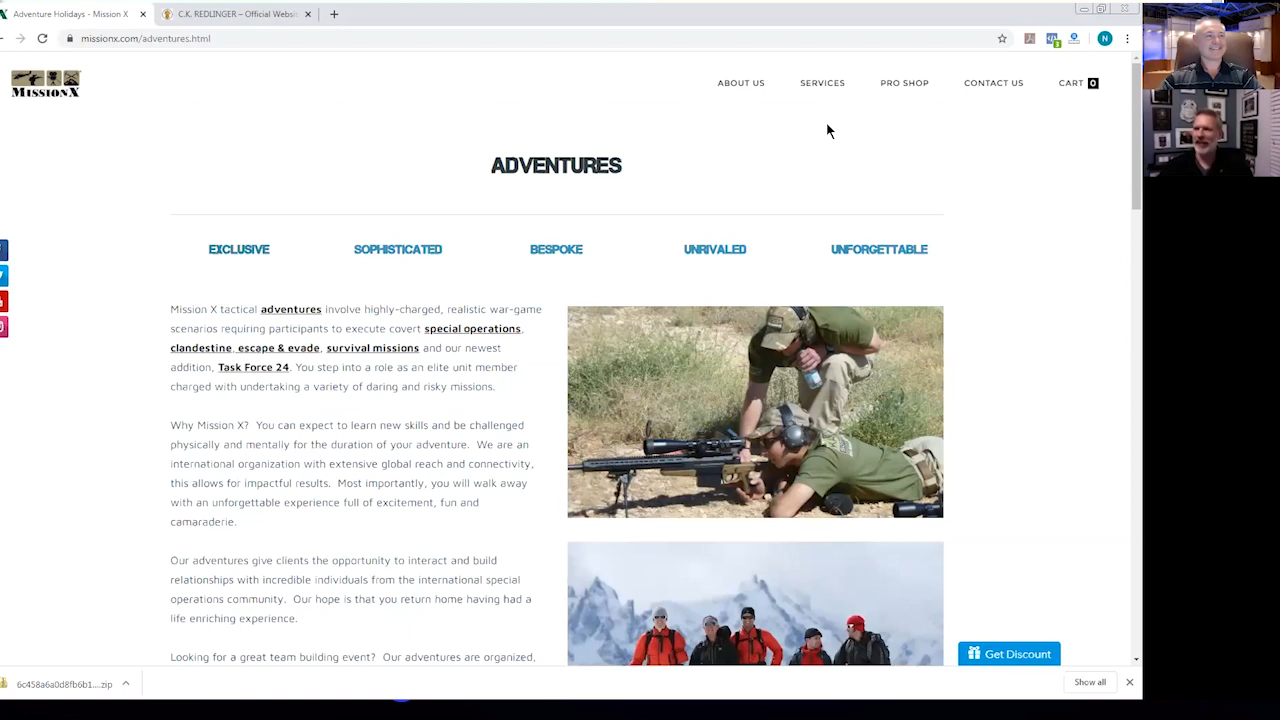 Adventure Holidays - Mission X
C.K. REDLINGER – Official Websit
missionx.com/adventures.html
3
N
MISSIONX
ABOUT US
SERVICES
PRO SHOP
CONTACT US
CART 0
ADVENTURES
EXCLUSIVE
SOPHISTICATED
BESPOKE
UNRIVALED
UNFORGETTABLE
Mission X tactical adventures involve highly-charged, realistic war-game
scenarios requiring participants to execute covert special operations,
clandestine, escape & evade, survival missions and our newest
addition, Task Force 24. You step into a role as an elite unit member
charged with undertaking a variety of daring and risky missions.
Why Mission X? You can expect to learn new skills and be challenged
physically and mentally for the duration of your adventure. We are an
international organization with extensive global reach and connectivity,
this allows for impactful results. Most importantly, you will walk away
with an unforgettable experience full of excitement, fun and
camaraderie.
Our adventures give clients the opportunity to interact and build
relationships with incredible individuals from the international special
operations community. Our hope is that you return home having had a
life enriching experience.
Looking for a great team building event? Our adventures are organized,
Get Discount
6c458a6a0d8fb6b1....zip
Show all